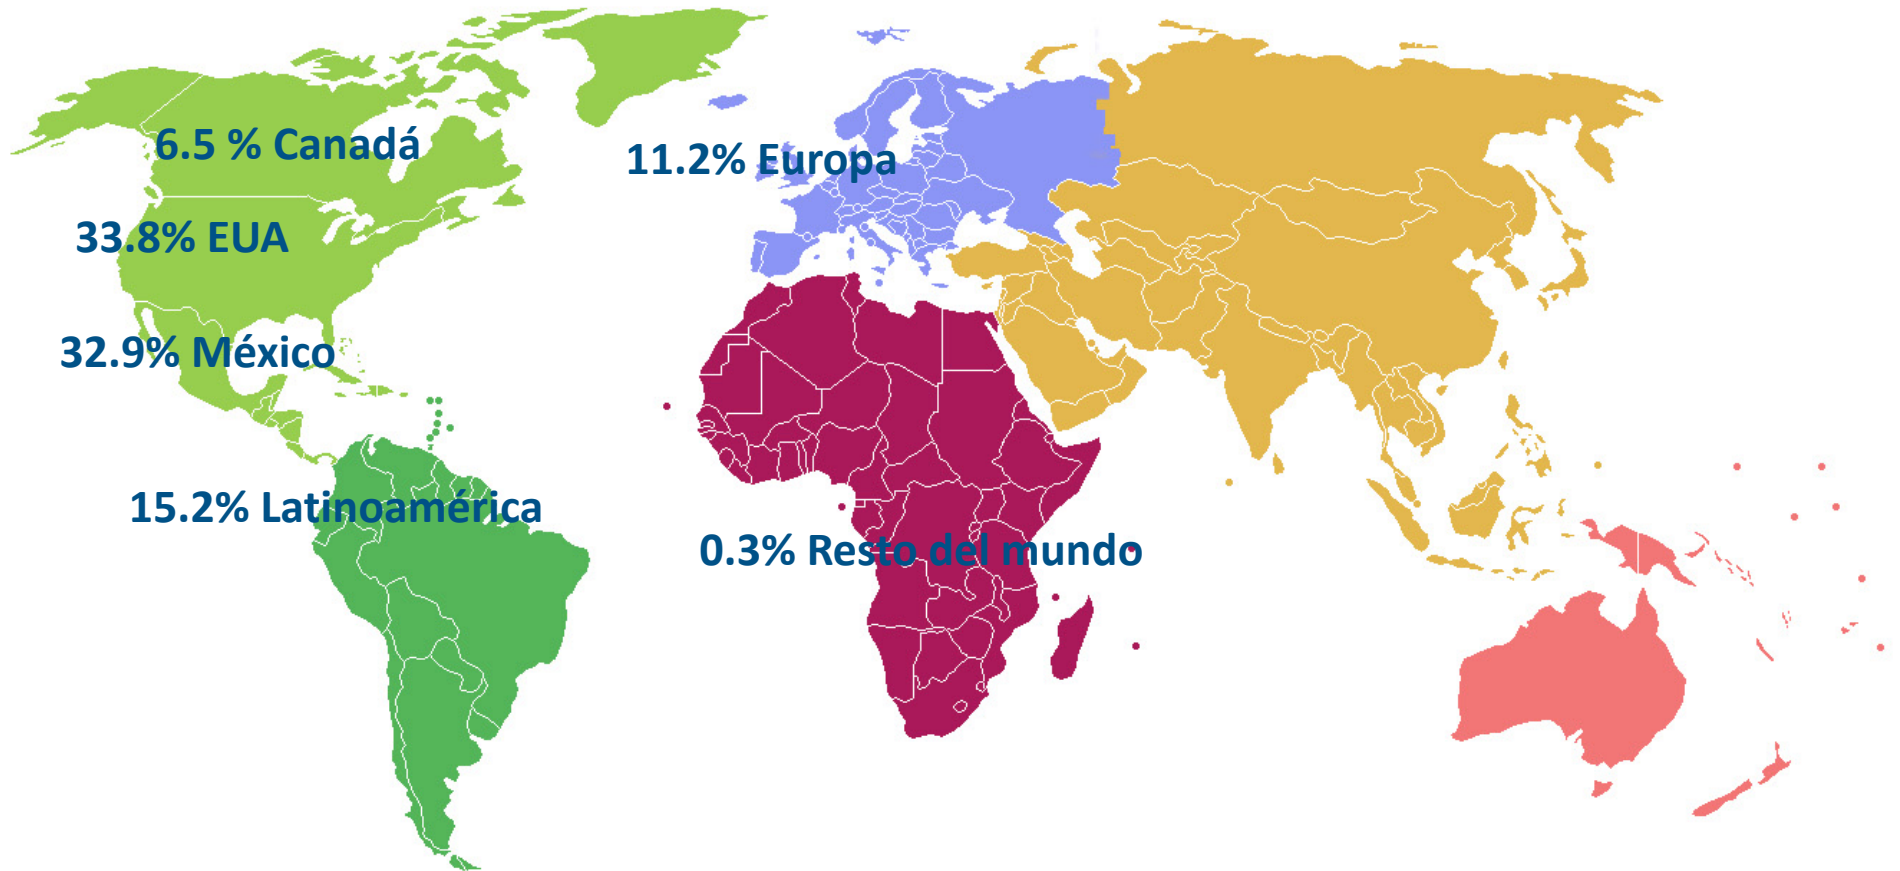 6.5 % Canadá
11.2% Europa
33.8% EUA
32.9% México
15.2% Latinoamérica
0.3% Resto del mundo